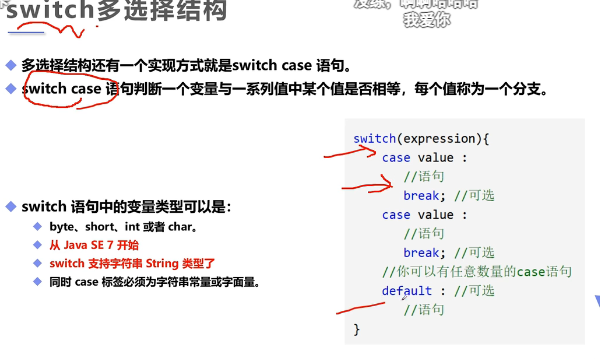 switch多选择结构
我爱你
多选择结构还有一个实现方式就是switch case 语句。
switch case 语句判断一个变量与一系列值中某个值是否相等，每个值称为一个分支。
switch(expression){
case value :
//语句
break; //可选
case value :
//语句
break; //可选
//你可以有任意数量的case语句
default : //可选
//语句
}
switch 语句中的变量类型可以是：
byte、short、int 或者 char。
从 Java SE 7 开始
switch 支持字符串 String 类型了
同时 case 标签必须为字符串常量或字面量。